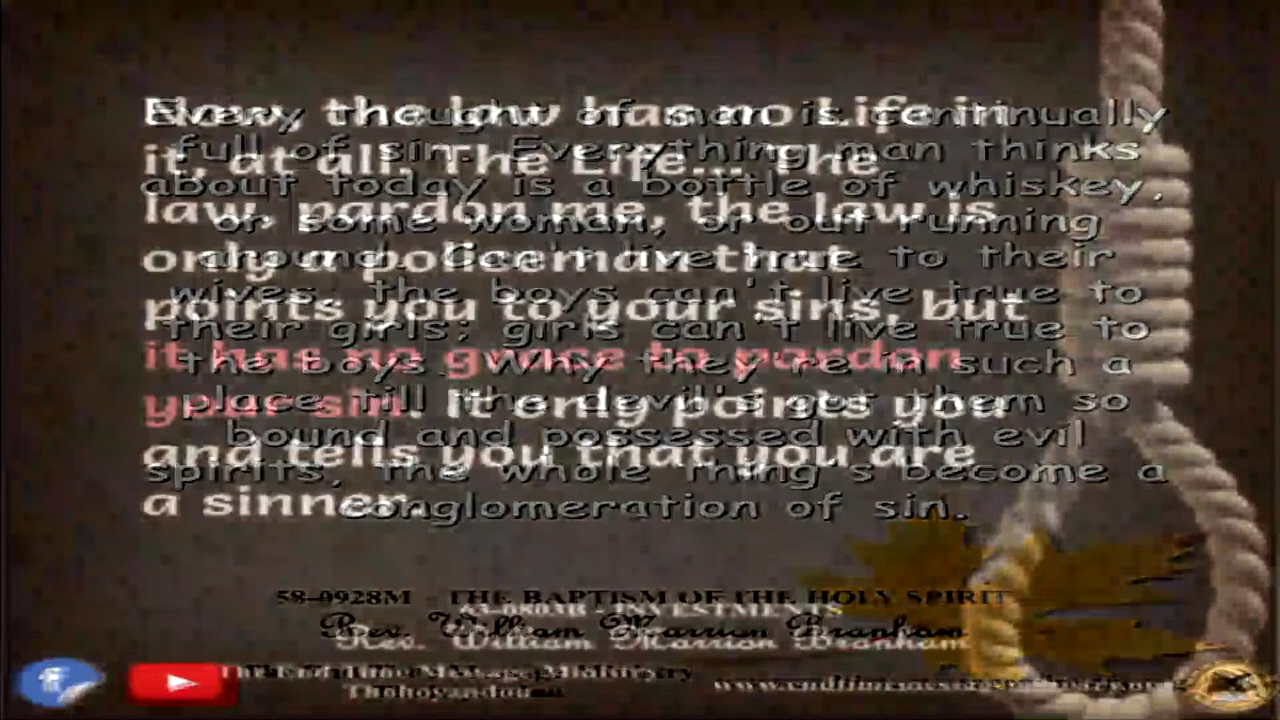 Now, the law has no Life in
it, at all. The Life... The
law, pardon me, the law is
only a policeman that
points you to your sins, but
it has no grace to pardon
your sin. It only points you
and tells you that you are
a sinner.
Every thought of man is continually
full of sin. Everything man thinks
about today is a bottle of whiskey,
or some woman, or out running
around. Can't live true to their
wives, the boys can't live true to
their girls; girls can't live true to
the boys. Why they're in such a
place till the devil's got them so
bound and possessed with evil
spirits, the whole thing's become a
conglomeration of sin.
58-0928M - THE BAPTISM OF THE HOLY SPIRIT
Rev. William Marrion Branham
63-0803B - INVESTMENTS
Rev. William Marrion Branham
Thohoyandou